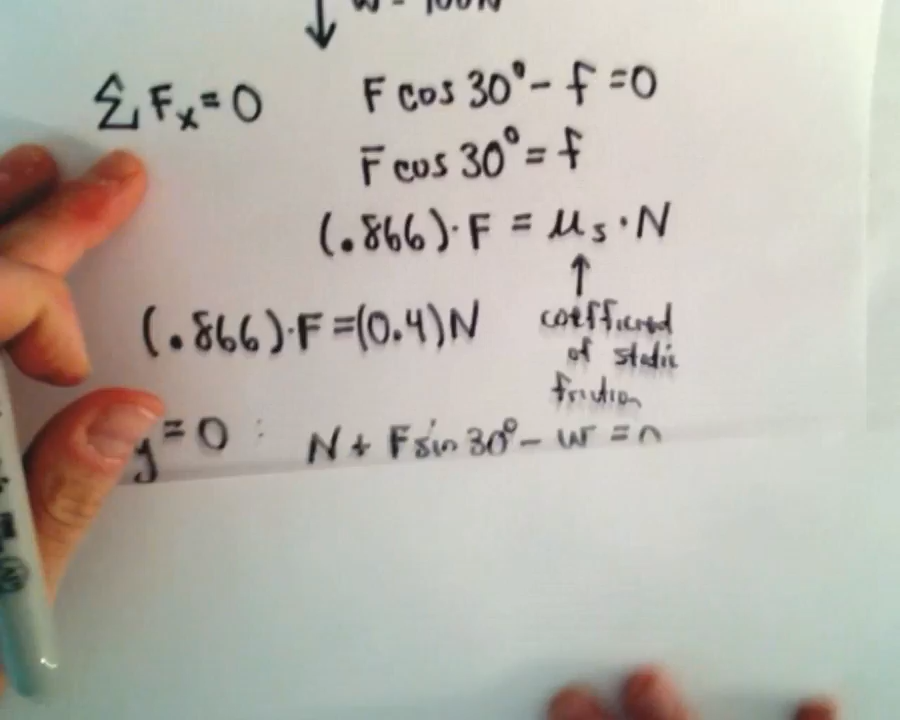 W = 100N
ΣFx=0 F cos 30° - f = 0
F cos 30° = f
(.866)·F = μs·N
↑
(.866)·F = (0.4)N coefficient
of static
friction
y = 0 : N + F sin 30° - w = 0